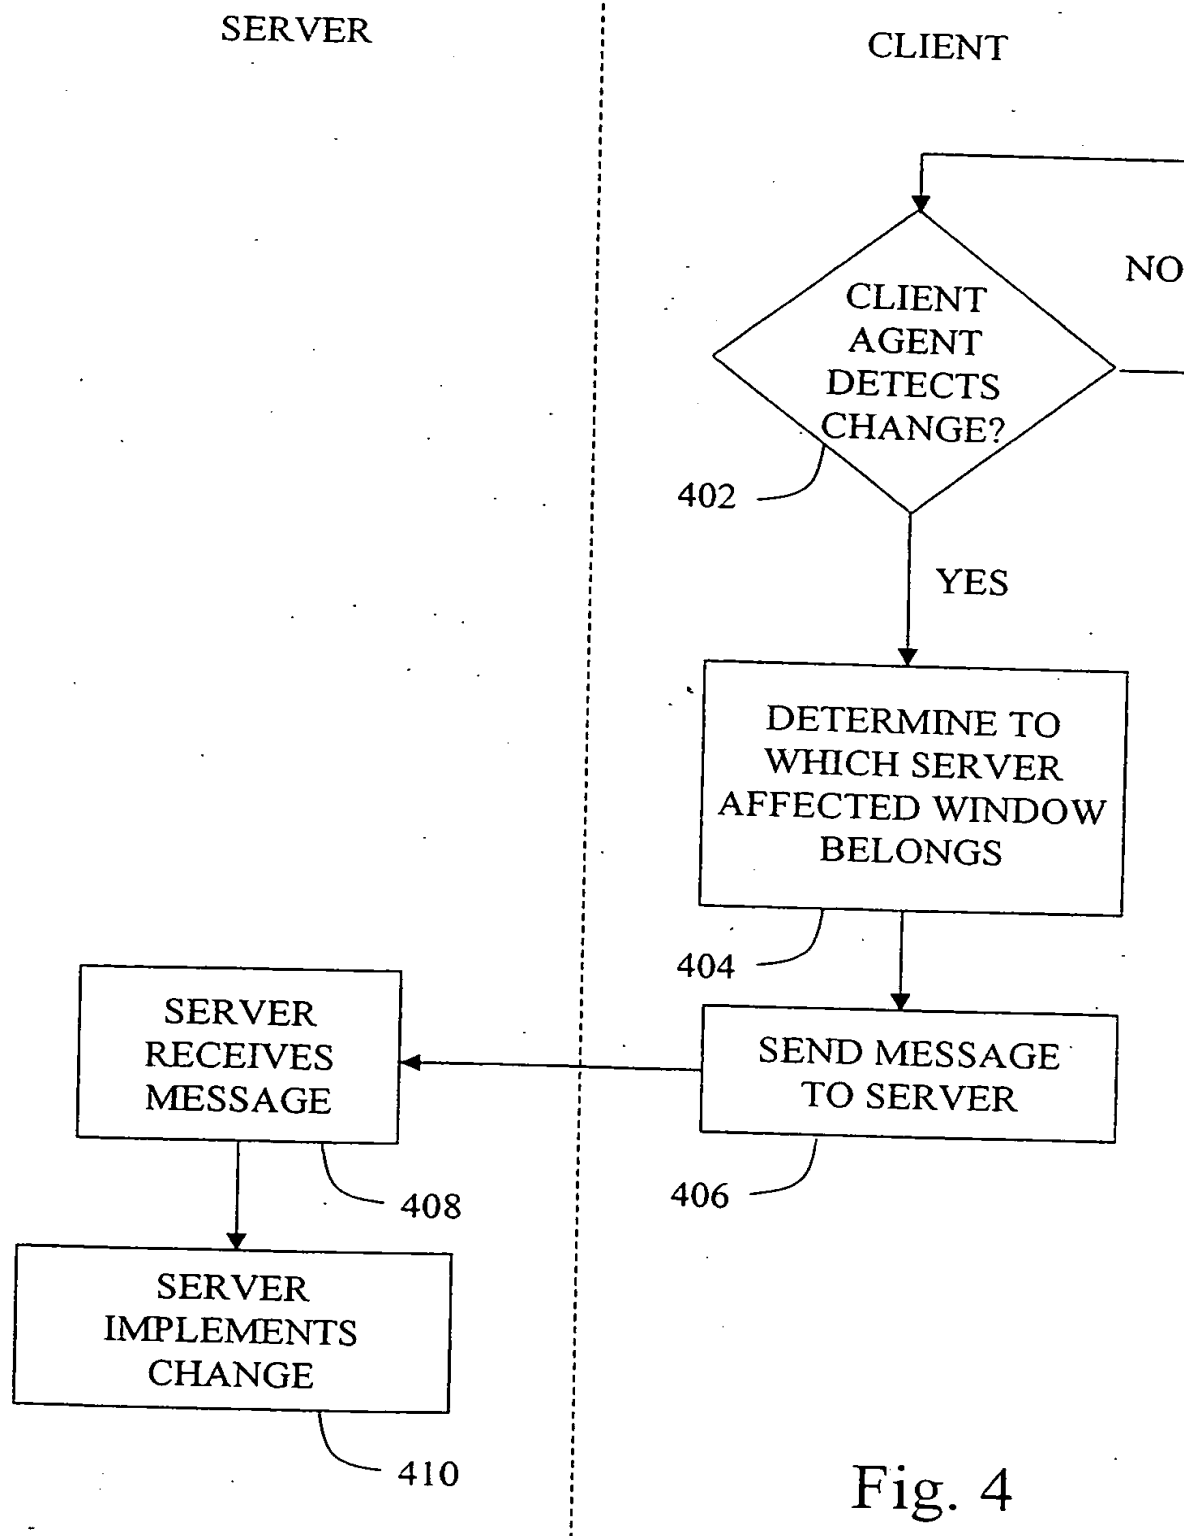 SERVER
CLIENT
NO
CLIENT
AGENT
DETECTS
CHANGE?
402
YES
DETERMINE TO
WHICH SERVER
AFFECTED WINDOW
BELONGS
404
SERVER
RECEIVES
MESSAGE
SEND MESSAGE
TO SERVER
408
406
SERVER
IMPLEMENTS
CHANGE
410
Fig. 4